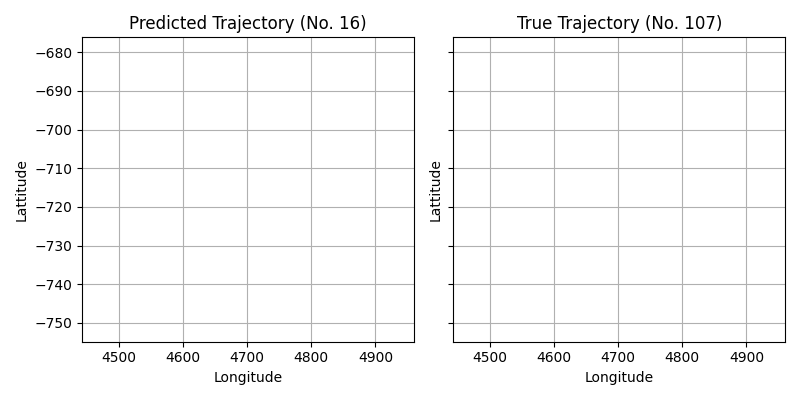 Predicted Trajectory (No. 16)
−680
−690
−700
−710
−720
−730
−740
−750
Lattitude
4500 4600 4700 4800 4900
Longitude
True Trajectory (No. 107)
Lattitude
4500 4600 4700 4800 4900
Longitude